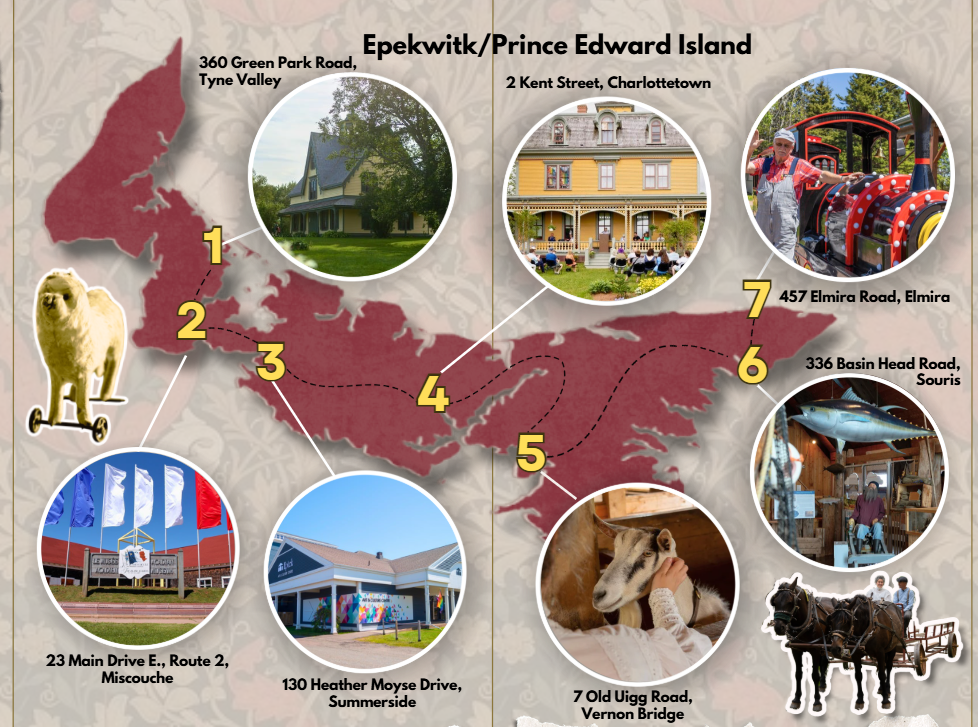 Epekwitk/Prince Edward Island
360 Green Park Road,
Tyne Valley
2 Kent Street, Charlottetown
1
2
3
4
5
6
7
457 Elmira Road, Elmira
336 Basin Head Road,
Souris
23 Main Drive E., Route 2,
Miscouche
130 Heather Moyse Drive,
Summerside
7 Old Uigg Road,
Vernon Bridge